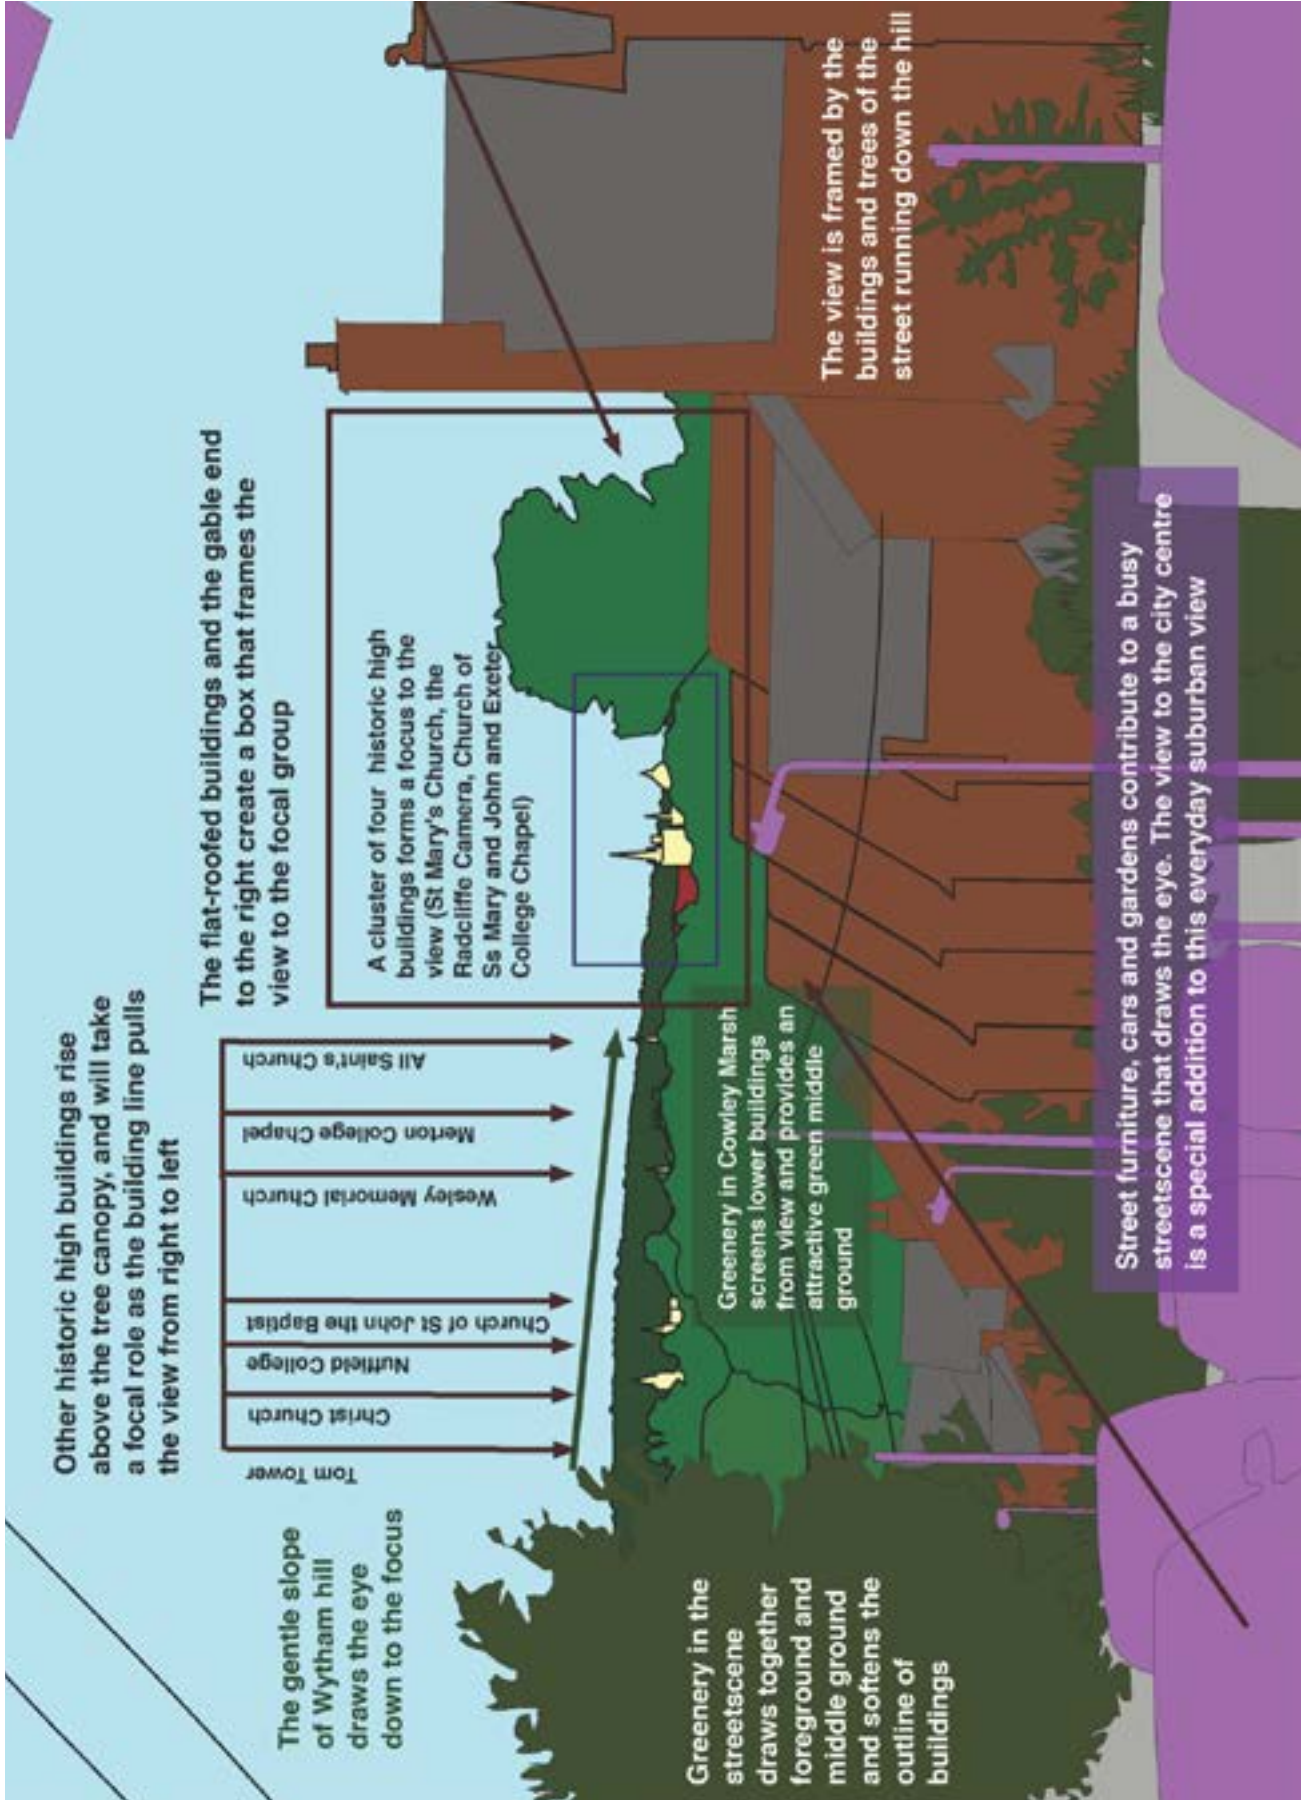 Other historic high buildings rise
above the tree canopy, and will take
a focal role as the building line pulls
the view from right to left
The flat-roofed buildings and the gable end
to the right create a box that frames the
view to the focal group
The gentle slope
of Wytham hill
draws the eye
down to the focus
Tom Tower
Christ Church
Nuffield College
Church of St John the Baptist
Wesley Memorial Church
Merton College Chapel
All Saint's Church
A cluster of four historic high
buildings forms a focus to the
view (St Mary's Church, the
Radcliffe Camera, Church of
Ss Mary and John and Exeter
College Chapel)
Greenery in the
streetscene
draws together
foreground and
middle ground
and softens the
outline of
buildings
Greenery in Cowley Marsh
screens lower buildings
from view and provides an
attractive green middle
ground
The view is framed by the
buildings and trees of the
street running down the hill
Street furniture, cars and gardens contribute to a busy
streetscene that draws the eye. The view to the city centre
is a special addition to this everyday suburban view